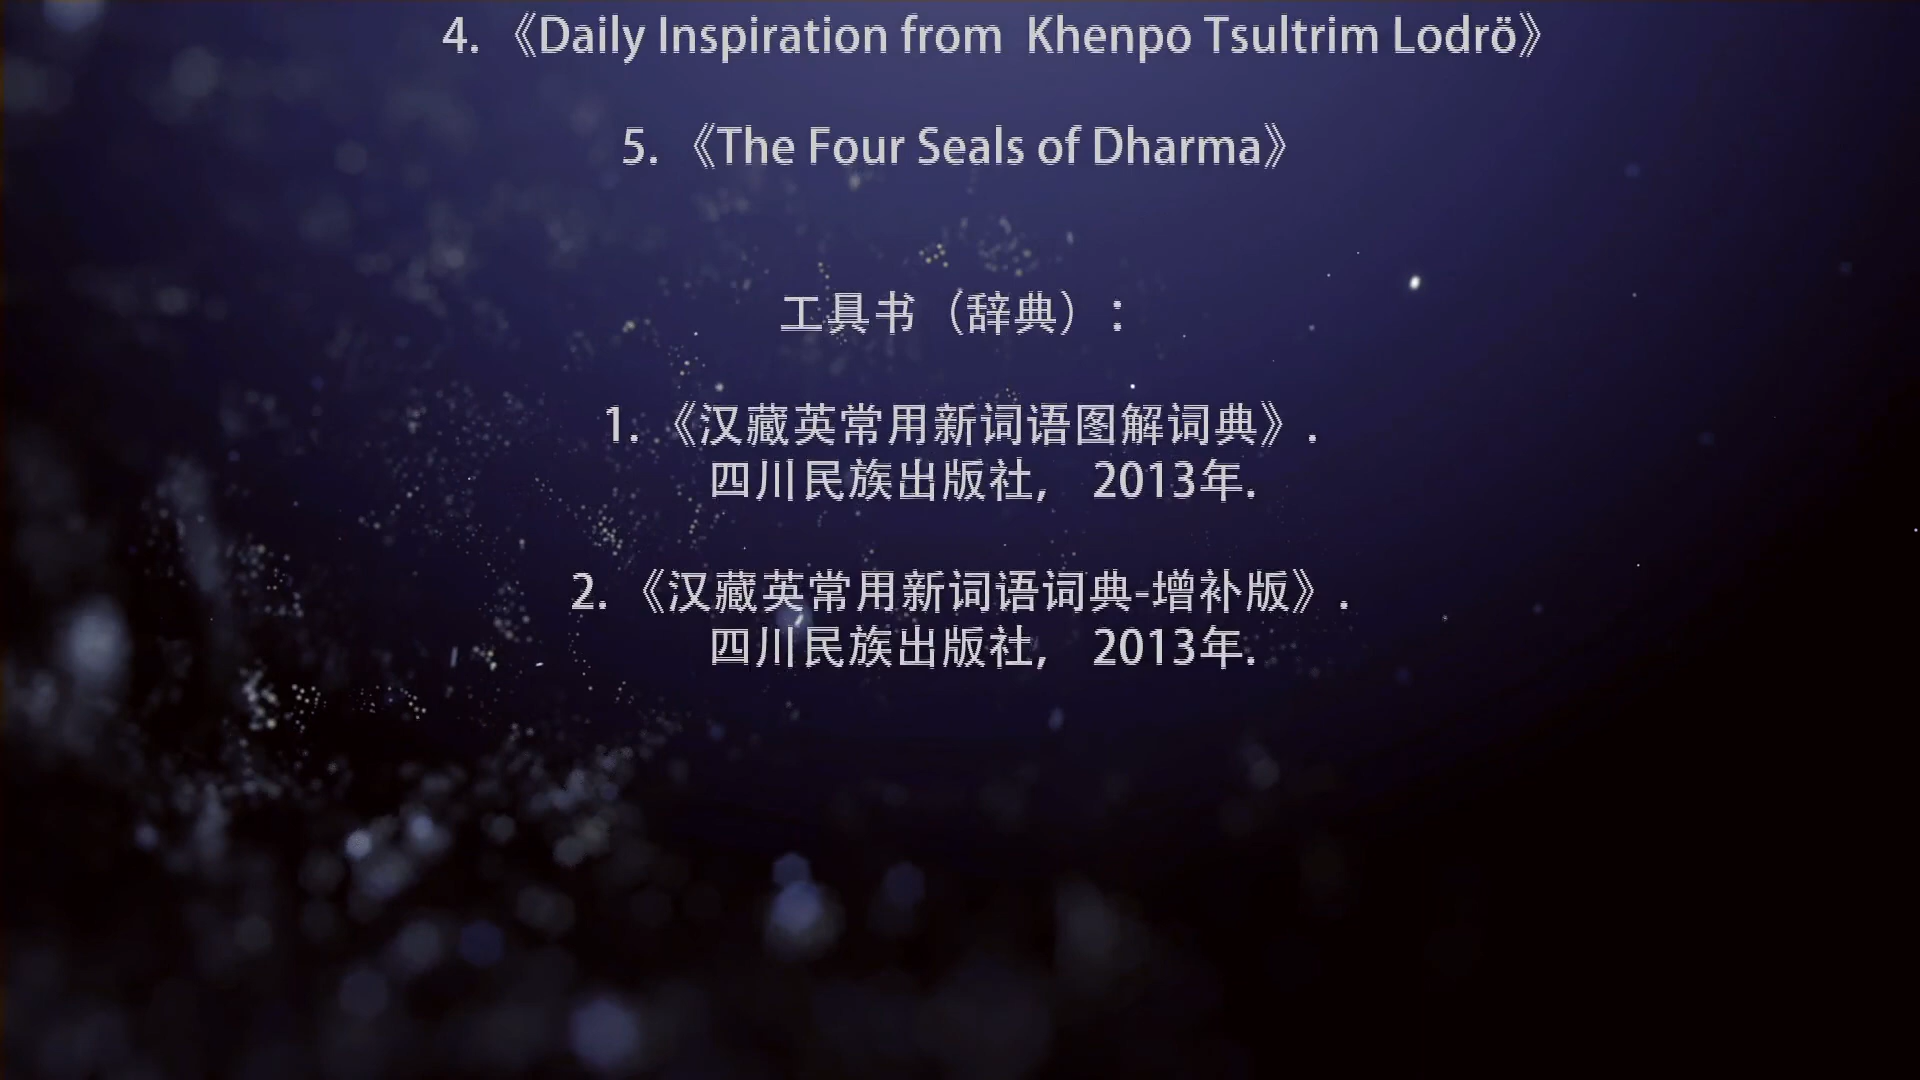 4. 《Daily Inspiration from  Khenpo Tsultrim Lodrö》
5. 《The Four Seals of Dharma》
工具书（辞典）：
1. 《汉藏英常用新词语图解词典》.
四川民族出版社， 2013年.
2. 《汉藏英常用新词语词典-增补版》.
四川民族出版社， 2013年.